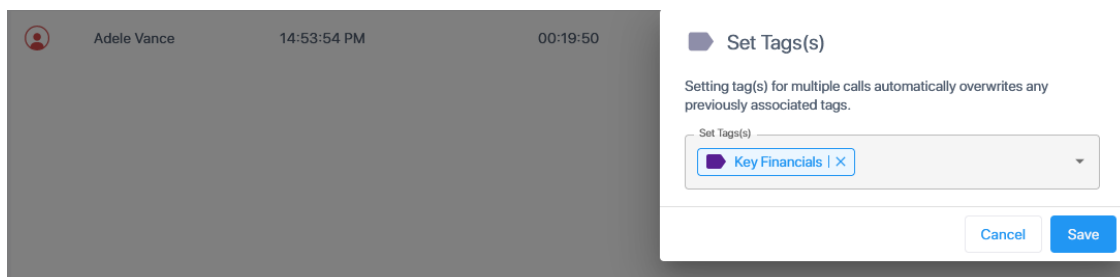 Adele Vance 14:53:54 PM 00:19:50
Set Tags(s)
Setting tag(s) for multiple calls automatically overwrites any
previously associated tags.
Set Tags(s)
Key Financials
Cancel Save